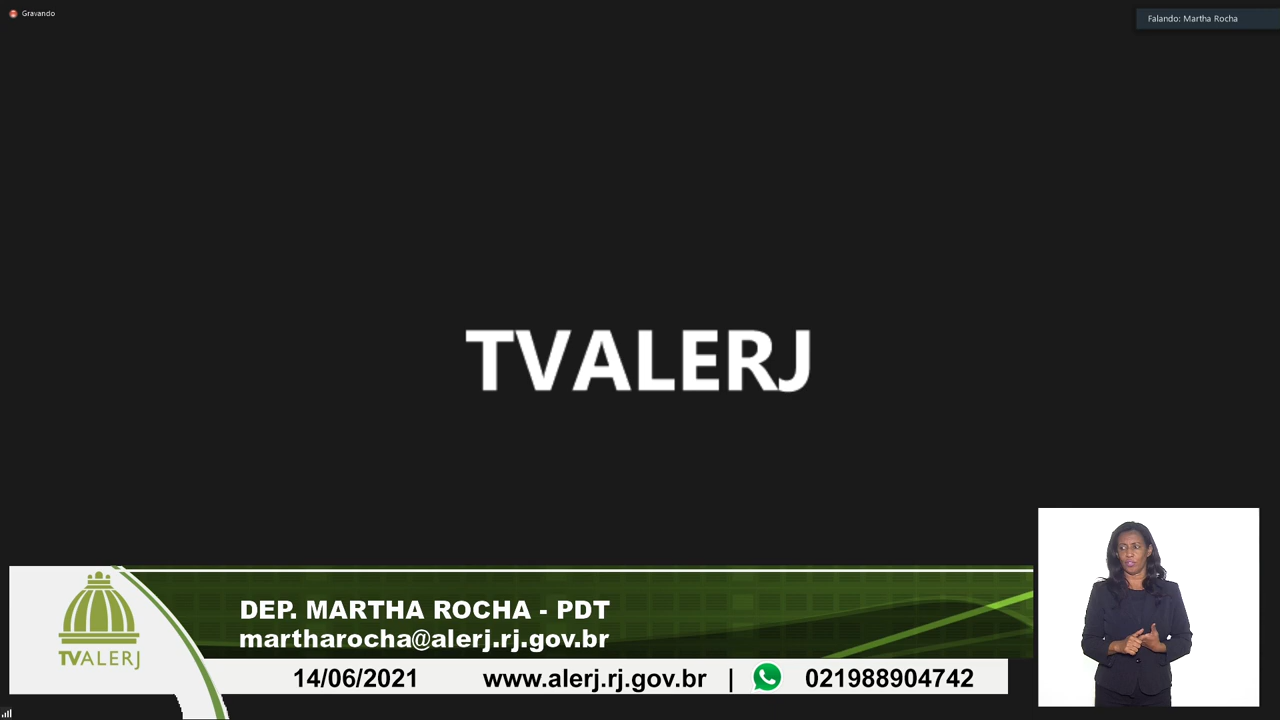 Gravando
Falando: Martha Rocha
TVALERJ
DEP. MARTHA ROCHA - PDT
martharocha@alerj.rj.gov.br
TVALERJ
14/06/2021 www.alerj.rj.gov.br | 021988904742